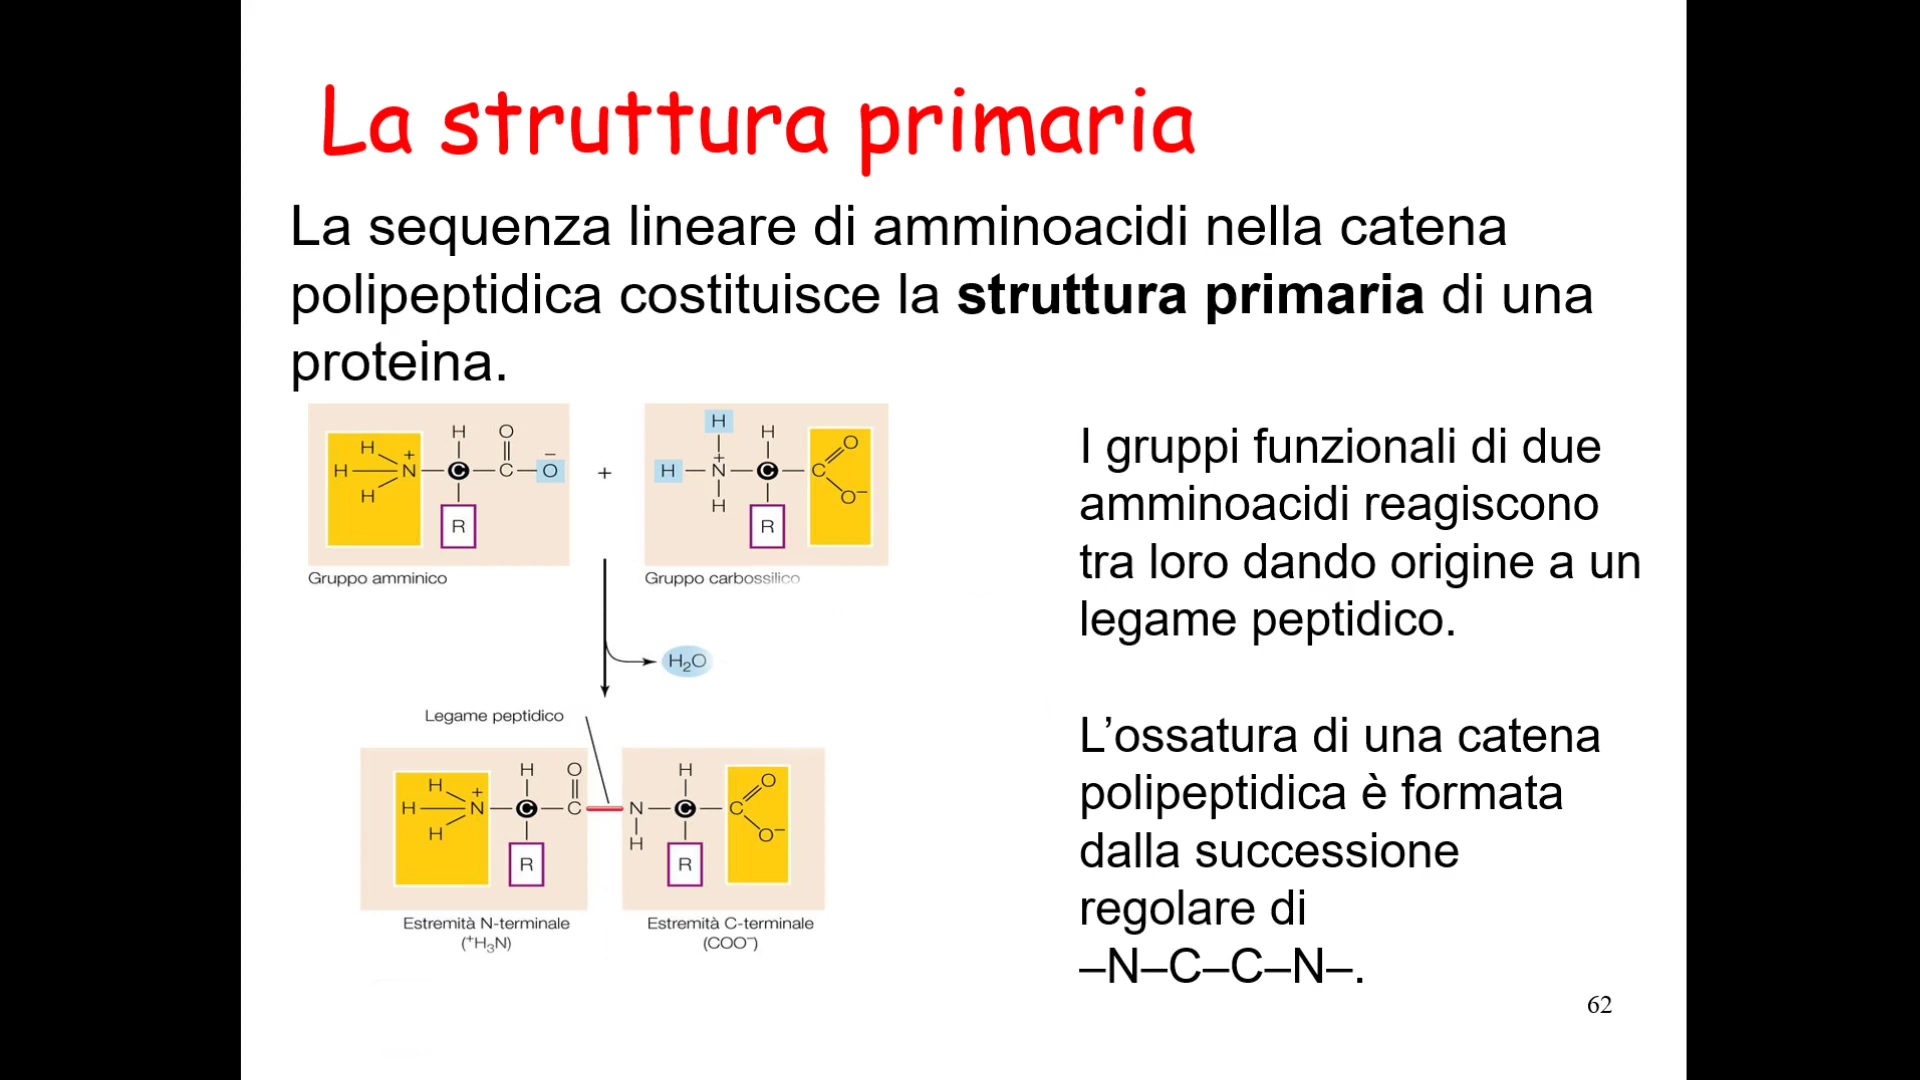 La struttura primaria
La sequenza lineare di amminoacidi nella catena
polipeptidica costituisce la struttura primaria di una
proteina.
H H O H H O
H N + C C O − + H N + C C
H R H R O−
Gruppo amminico Gruppo carbossilico
H₂O
Legame peptidico
H H O H O
H N + C C N C C
H R H R O−
Estremità N-terminale Estremità C-terminale
(⁺H₃N) (COO⁻)
I gruppi funzionali di due
amminoacidi reagiscono
tra loro dando origine a un
legame peptidico.
L’ossatura di una catena
polipeptidica è formata
dalla successione
regolare di
–N–C–C–N–.
62